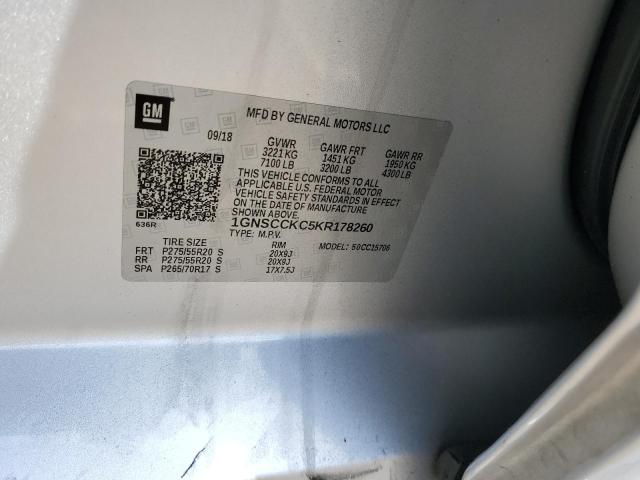 GM
MFD BY GENERAL MOTORS LLC
09/18
GVWR GAWR FRT GAWR RR
3221 KG 1451 KG 1950 KG
7100 LB 3200 LB 4300 LB
THIS VEHICLE CONFORMS TO ALL
APPLICABLE U.S. FEDERAL MOTOR
VEHICLE SAFETY STANDARDS IN EFFECT
ON THE DATE OF MANUFACTURE
SHOWN ABOVE.
636R
1GNSCCKC5KR178260
TYPE: M.P.V. MODEL: 50CC15706
TIRE SIZE RIM
FRT P275/55R20 S 20X9J
RR P275/55R20 S 20X9J
SPA P265/70R17 S 17X7.5J